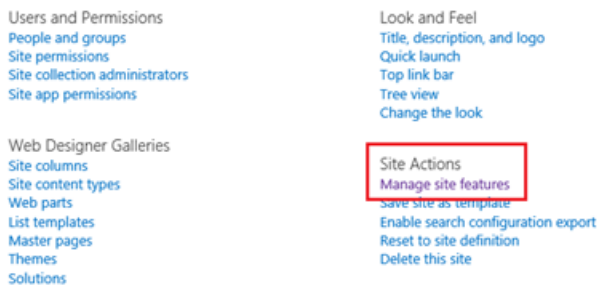 Users and Permissions
People and groups
Site permissions
Site collection administrators
Site app permissions
Look and Feel
Title, description, and logo
Quick launch
Top link bar
Tree view
Change the look
Web Designer Galleries
Site columns
Site content types
Web parts
List templates
Master pages
Themes
Solutions
Site Actions
Manage site features
Save site as template
Enable search configuration export
Reset to site definition
Delete this site